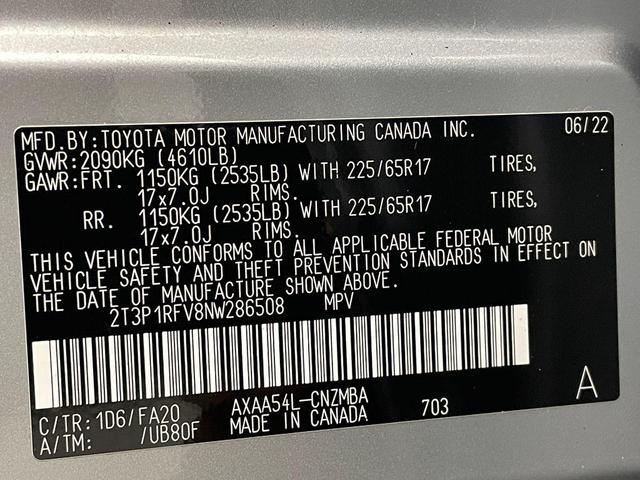 MFD.BY:TOYOTA MOTOR MANUFACTURING CANADA INC. 06/22
GVWR:2090KG (4610LB)
GAWR:FRT. 1150KG (2535LB) WITH 225/65R17 TIRES,
17x7.0J RIMS.
RR. 1150KG (2535LB) WITH 225/65R17 TIRES,
17x7.0J RIMS.
THIS VEHICLE CONFORMS TO ALL APPLICABLE FEDERAL MOTOR
VEHICLE SAFETY AND THEFT PREVENTION STANDARDS IN EFFECT ON
THE DATE OF MANUFACTURE SHOWN ABOVE.
2T3P1RFV8NW286508 MPV
C/TR: 1D6/FA20 AXAA54L-CNZMBA A
A/TM: /UB80F MADE IN CANADA 703